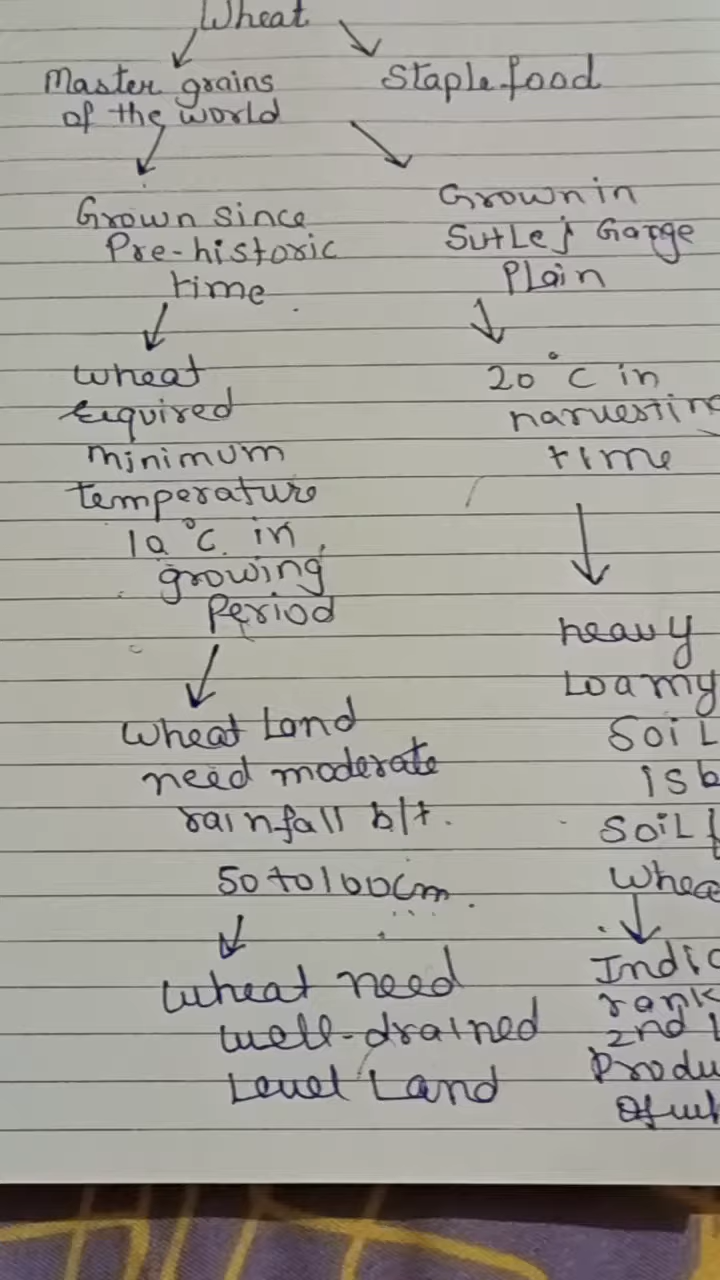 Wheat
Master grains
of the world
Grown since
Pre-historic
time
Wheat
required
minimum
temperature
10°C. in
growing
Period
Wheat Land
need moderate
rainfall b/t.
50 to 100cm.
Wheat need
well-drained
Level Land
Staple food
Grown in
Sutlej Gange
Plain
20°C in
harvesting
time
heavy
Loamy
Soil
is b
Soil f
Whea
India
rank
2nd i
Produ
Of wh